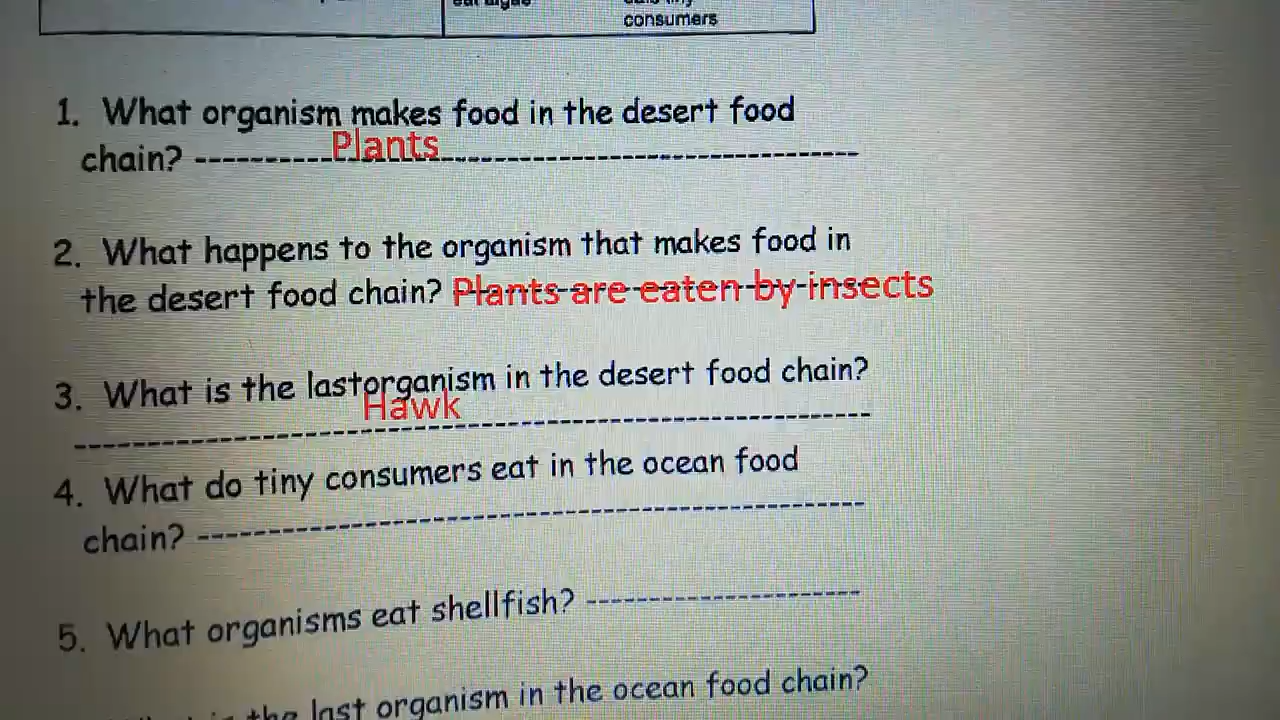 consumers
1. What organism makes food in the desert food
Plants
chain?
2. What happens to the organism that makes food in
the desert food chain? Plants are eaten by insects
3. What is the lastorganism in the desert food chain?
Hawk
4. What do tiny consumers eat in the ocean food
chain?
5. What organisms eat shellfish?
the last organism in the ocean food chain?